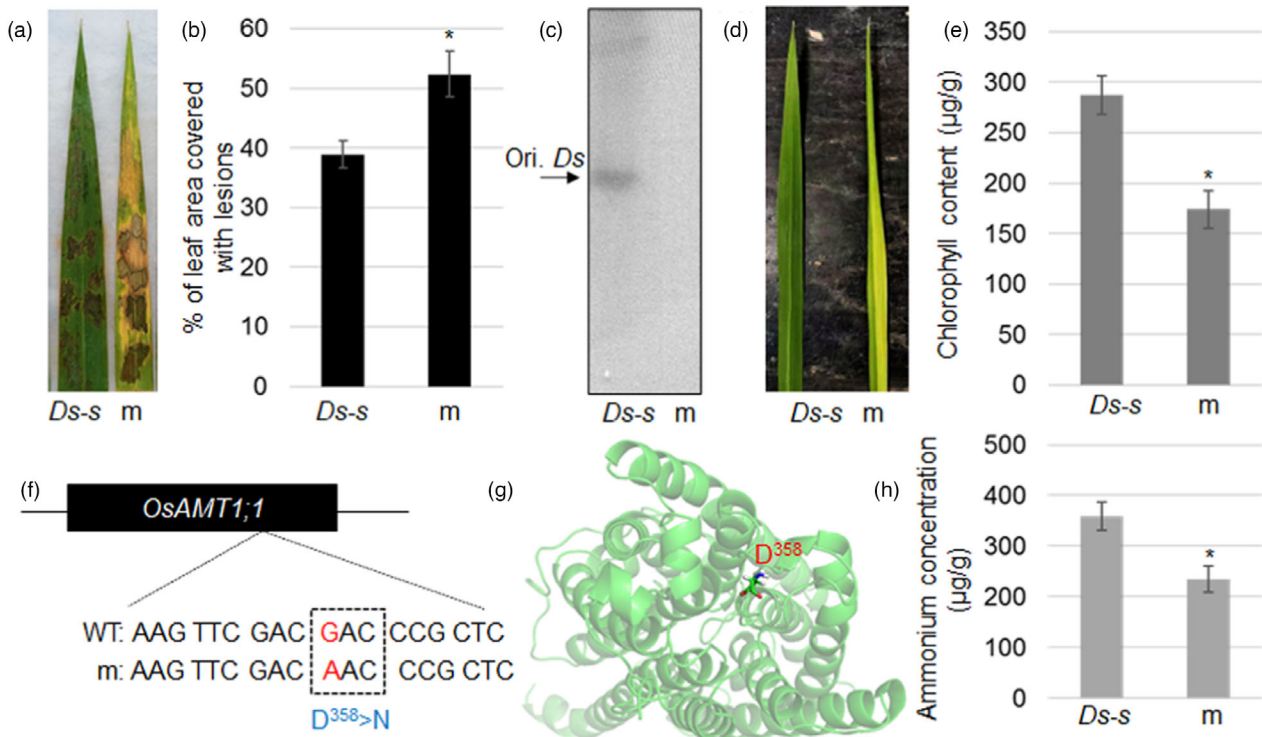 (a)
Ds-s m
(b)
% of leaf area covered
with lesions
60
50
40
30
20
10
0
*
Ds-s m
(c)
Ori. Ds
Ds-s m
(d)
Ds-s m
(e)
Chlorophyll content (µg/g)
350
300
250
200
150
100
50
0
*
Ds-s m
(f)
OsAMT1;1
WT: AAG TTC GAC GAC CCG CTC
m: AAG TTC GAC AAC CCG CTC
D358>N
(g)
D358
(h)
Ammonium concentration
(µg/g)
500
400
300
200
100
0
*
Ds-s m